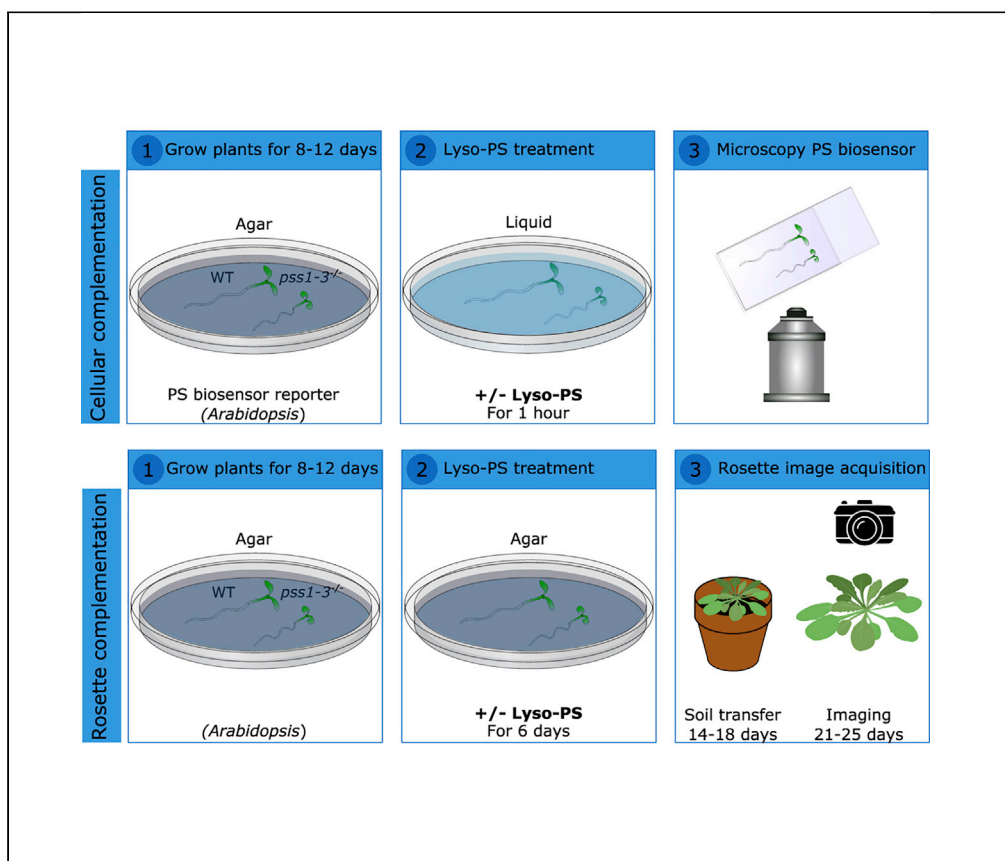 Cellular complementation
1 Grow plants for 8-12 days
Agar
WT pss1-3-/-
PS biosensor reporter
(Arabidopsis)
2 Lyso-PS treatment
Liquid
+/- Lyso-PS
For 1 hour
3 Microscopy PS biosensor
Rosette complementation
1 Grow plants for 8-12 days
Agar
WT pss1-3-/-
(Arabidopsis)
2 Lyso-PS treatment
Agar
+/- Lyso-PS
For 6 days
3 Rosette image acquisition
Soil transfer
14-18 days
Imaging
21-25 days